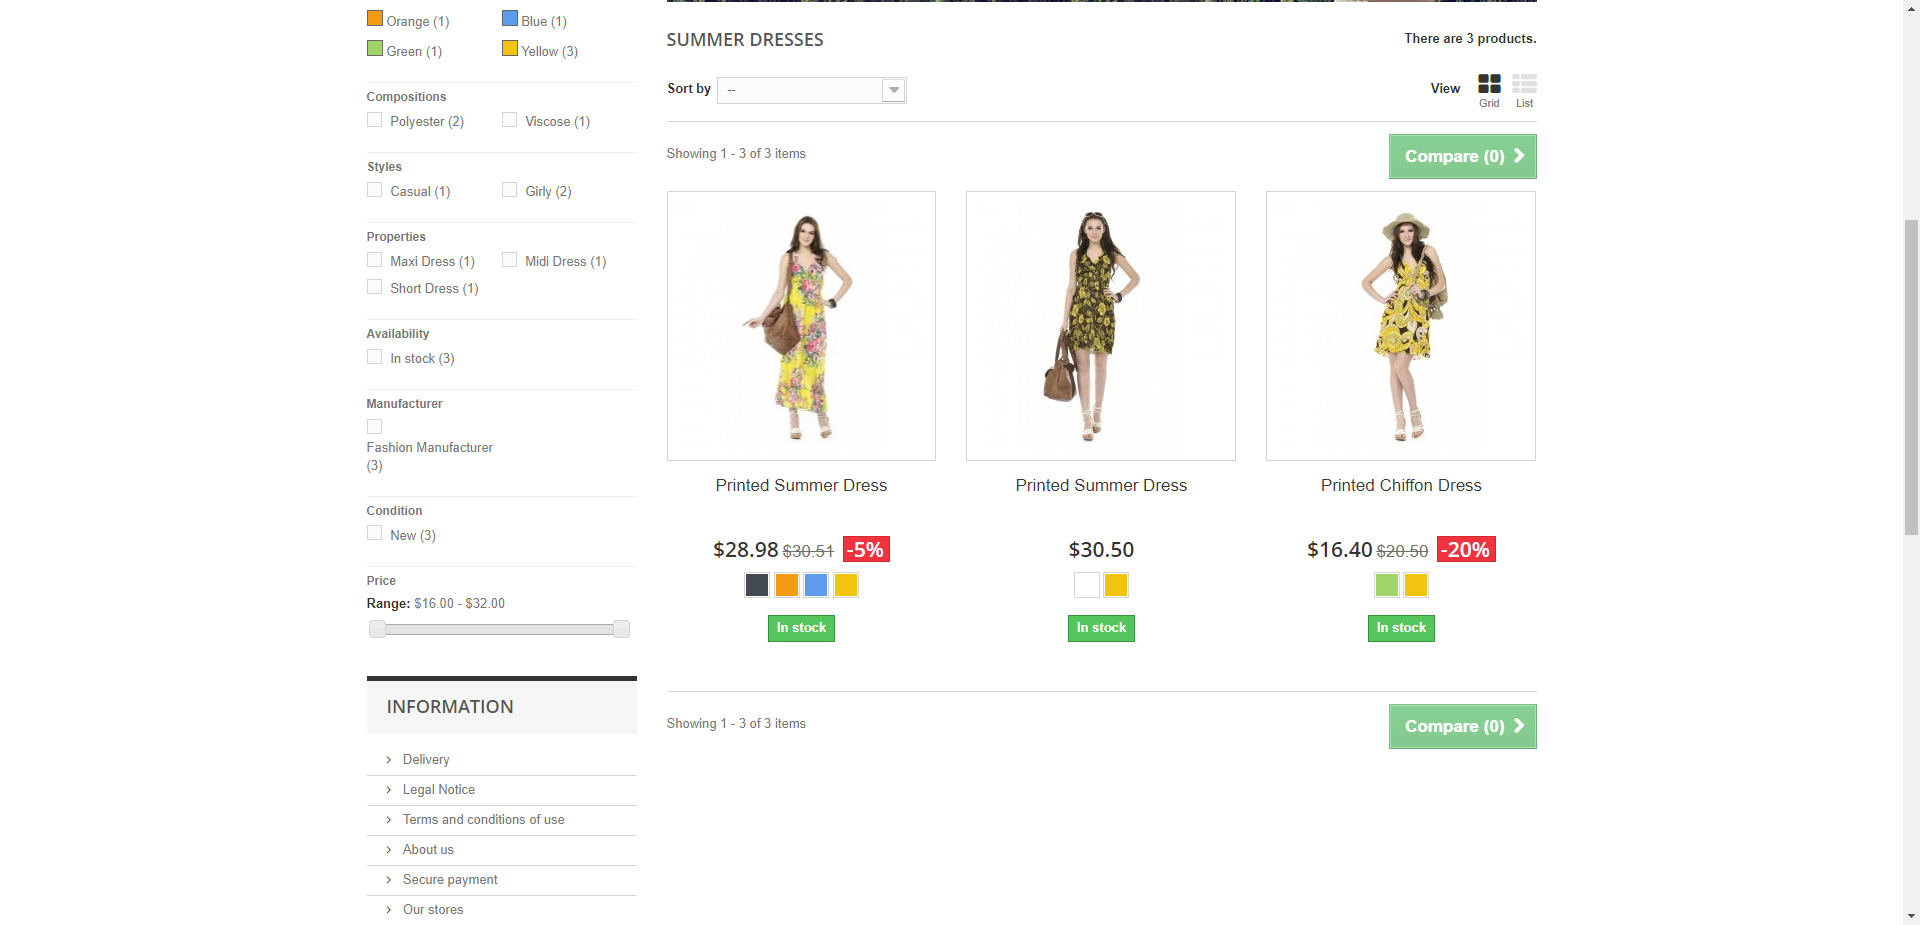 Orange (1)
Blue (1)
Green (1)
Yellow (3)
Compositions
Polyester (2)
Viscose (1)
Styles
Casual (1)
Girly (2)
Properties
Maxi Dress (1)
Midi Dress (1)
Short Dress (1)
Availability
In stock (3)
Manufacturer
Fashion Manufacturer
(3)
Condition
New (3)
Price
Range: $16.00 - $32.00
INFORMATION
Delivery
Legal Notice
Terms and conditions of use
About us
Secure payment
Our stores
SUMMER DRESSES
There are 3 products.
Sort by
--
View
Grid
List
Showing 1 - 3 of 3 items
Compare (0)
Printed Summer Dress
$28.98 $30.51 -5%
In stock
Printed Summer Dress
$30.50
In stock
Printed Chiffon Dress
$16.40 $20.50 -20%
In stock
Showing 1 - 3 of 3 items
Compare (0)